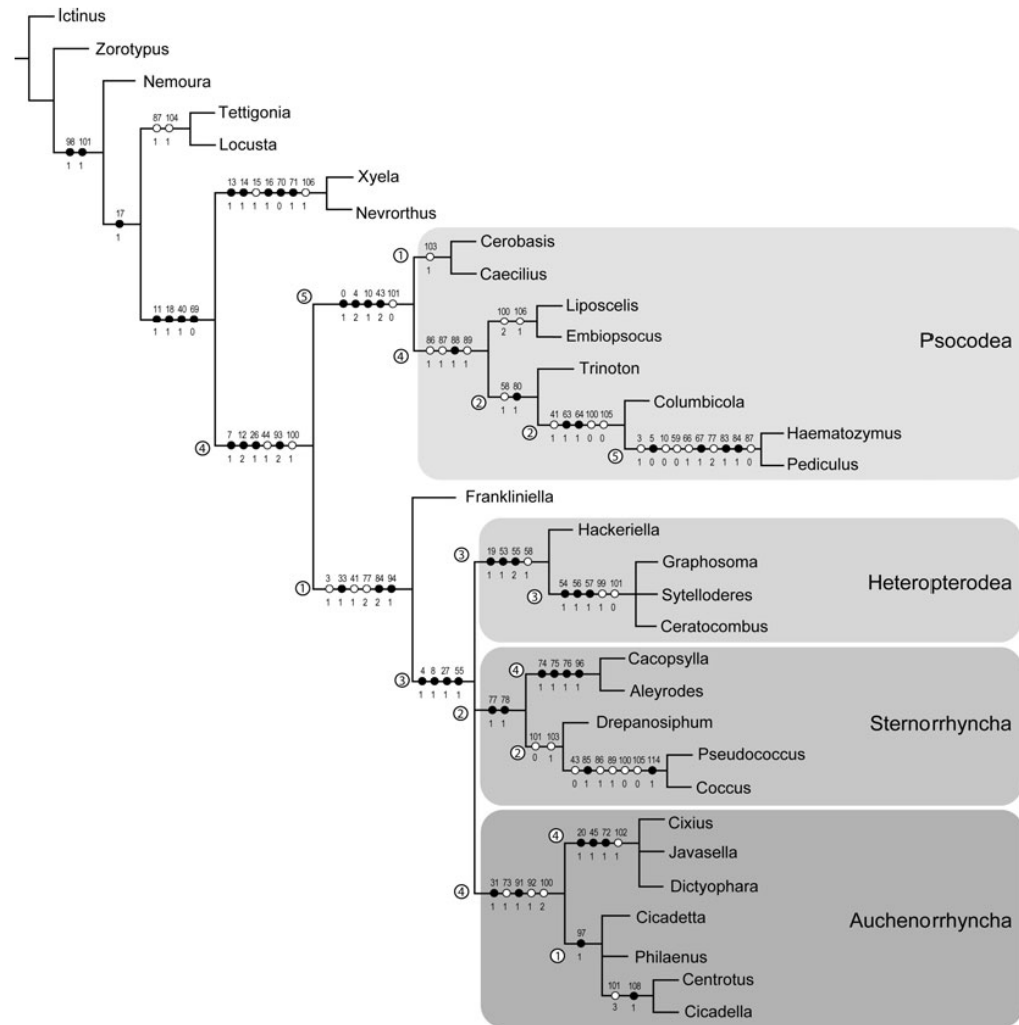 Ictinus
Zorotypus
Nemoura
87 104
Tettigonia
1 1
98 101
Locusta
1 1
13 14 15 16 70 71 106
Xyela
1 1 1 1 0 1 1
17
Nevrorthus
1
Cerobasis
1
103
1
Caecilius
0 4 10 43 101
5
1 2 1 2 0
100 106
Liposcelis
2 1
11 18 40 69
1 1 1 0
86 87 88 89
Embiopsocus
4
1 1 1 1
Psocodea
Trinoton
58 80
2
1 1
Columbicola
41 63 64 100 105
2
1 1 1 0 0
7 12 26 44 93 100
4
1 2 1 1 2 1
3 5 10 59 66 67 77 83 84 87
Haematozymus
5
1 0 0 0 1 1 2 1 1 0
Pediculus
Frankliniella
Hackeriella
19 53 55 58
3
1 1 2 1
Graphosoma
3 33 41 77 84 94
1
1 1 1 2 2 1
54 56 57 99 101
3
1 1 1 1 0
Sytelloderes
Heteropterodea
Ceratocombus
4 8 27 55
3
1 1 1 1
74 75 76 96
4
1 1 1 1
Cacopsylla
77 78
2
1 1
Aleyrodes
101 103
2
0 1
Drepanosiphum
Sternorrhyncha
43 85 86 89 100 105 114
0 1 1 1 0 0 1
Pseudococcus
Coccus
Cixius
20 45 72 102
4
1 1 1 1
Javasella
31 73 91 92 100
4
1 1 1 1 2
Dictyophara
Cicadetta
97
1
1
Auchenorrhyncha
Philaenus
101 108
3 1
Centrotus
Cicadella